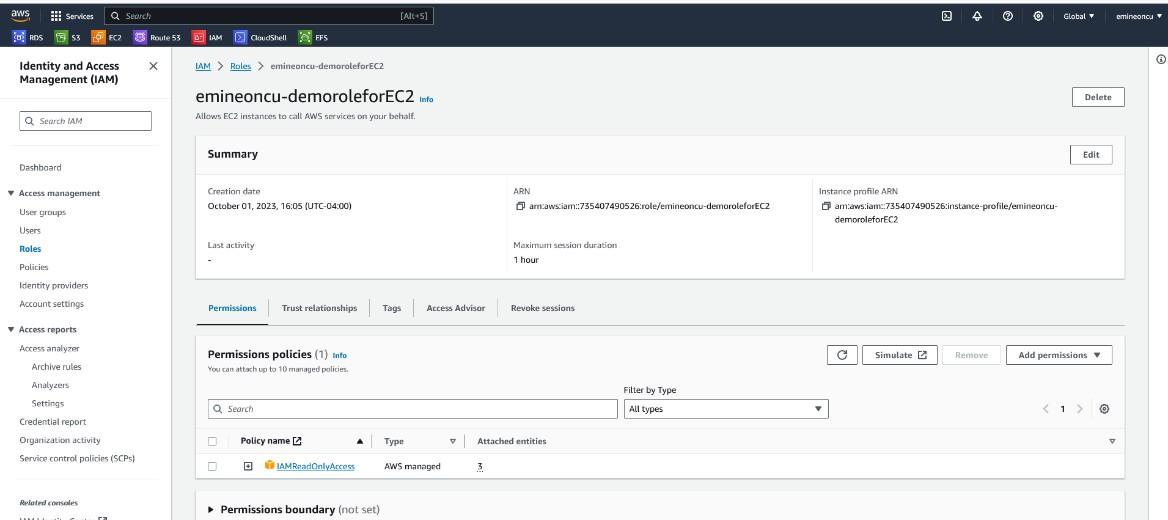 aws
Services
Search
[Alt+S]
Global
emineoncu
RDS
S3
EC2
Route 53
IAM
CloudShell
EFS
Identity and Access
Management (IAM)
Search IAM
Dashboard
Access management
User groups
Users
Roles
Policies
Identity providers
Account settings
Access reports
Access analyzer
Archive rules
Analyzers
Settings
Credential report
Organization activity
Service control policies (SCPs)
Related consoles
IAM > Roles > emineoncu-demoroleforEC2
emineoncu-demoroleforEC2 Info
Delete
Allows EC2 instances to call AWS services on your behalf.
Summary
Edit
Creation date
October 01, 2023, 16:05 (UTC-04:00)
ARN
arn:aws:iam::735407490526:role/emineoncu-demoroleforEC2
Instance profile ARN
arn:aws:iam::735407490526:instance-profile/emineoncu-
demoroleforEC2
Last activity
-
Maximum session duration
1 hour
Permissions
Trust relationships
Tags
Access Advisor
Revoke sessions
Permissions policies (1) Info
You can attach up to 10 managed policies.
Simulate
Remove
Add permissions
Filter by Type
Search
All types
1
Policy name
Type
Attached entities
IAMReadOnlyAccess
AWS managed
3
Permissions boundary (not set)